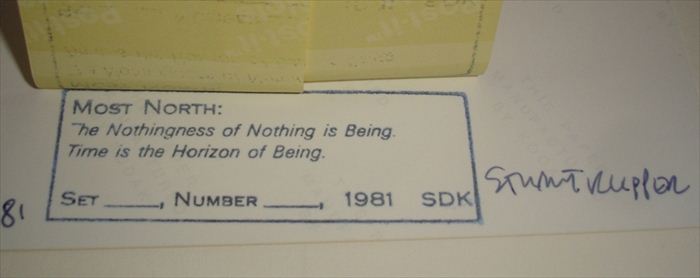 MOST NORTH:
The Nothingness of Nothing is Being.
Time is the Horizon of Being.
SET ____, NUMBER ____, 1981 SDK
81